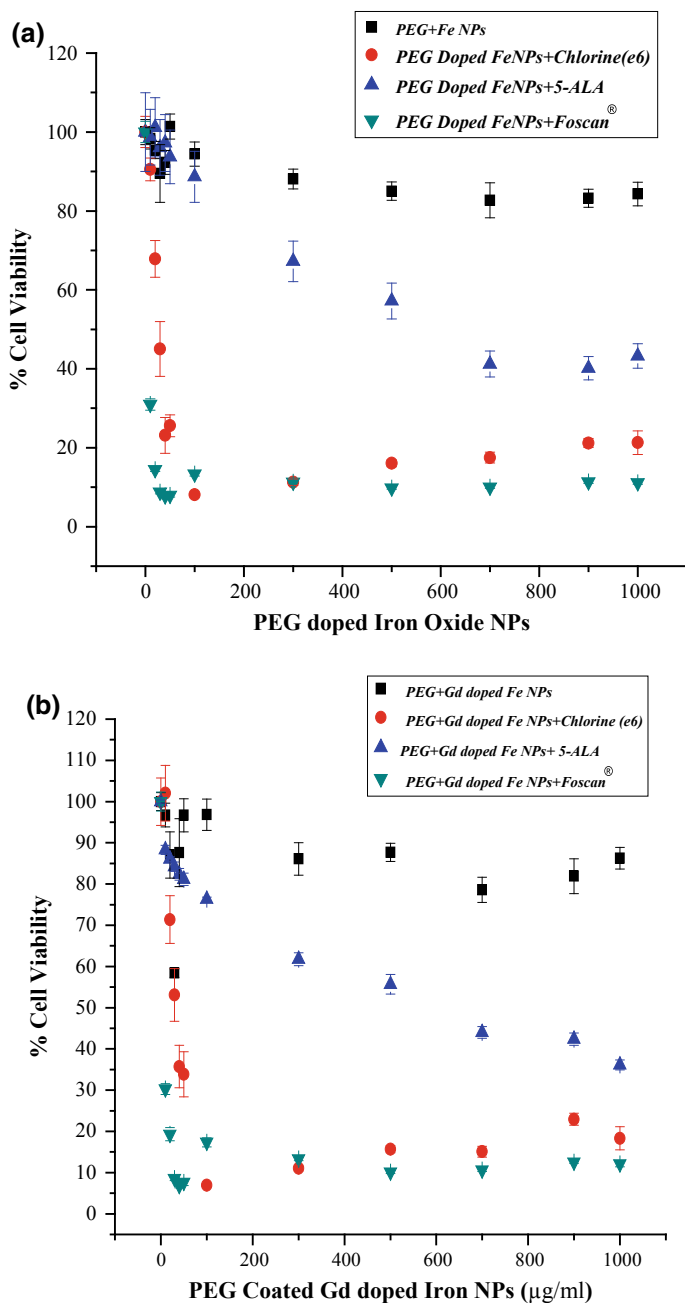 (a)
PEG+Fe NPs
PEG Doped FeNPs+Chlorine(e6)
PEG Doped FeNPs+5-ALA
PEG Doped FeNPs+Foscan®
120
100
80
60
40
20
0
% Cell Viability
0 200 400 600 800 1000
PEG doped Iron Oxide NPs
(b)
PEG+Gd doped Fe NPs
PEG+Gd doped Fe NPs+Chlorine (e6)
PEG+Gd doped Fe NPs+ 5-ALA
PEG+Gd doped Fe NPs+Foscan®
120
110
100
90
80
70
60
50
40
30
20
10
0
% Cell Viability
0 200 400 600 800 1000
PEG Coated Gd doped Iron NPs (µg/ml)